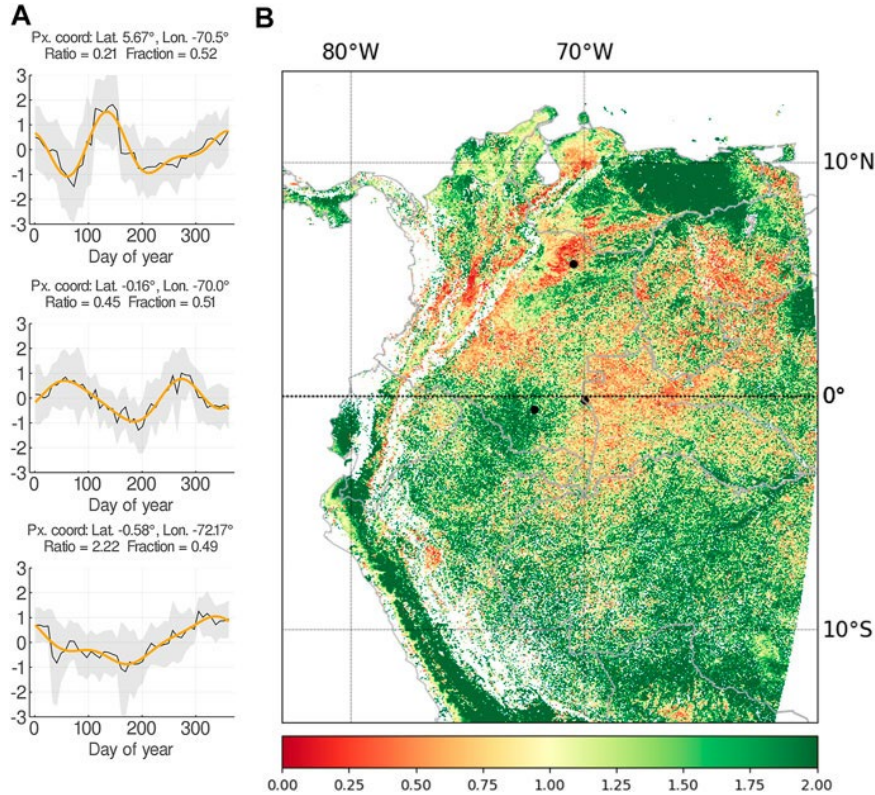 A
Px. coord: Lat. 5.67°, Lon. -70.5°
Ratio = 0.21 Fraction = 0.52
3
2
1
0
-1
-2
-3
0 100 200 300
Day of year
Px. coord: Lat. -0.16°, Lon. -70.0°
Ratio = 0.45 Fraction = 0.51
3
2
1
0
-1
-2
-3
0 100 200 300
Day of year
Px. coord: Lat. -0.58°, Lon. -72.17°
Ratio = 2.22 Fraction = 0.49
3
2
1
0
-1
-2
-3
0 100 200 300
Day of year
B
80°W 70°W
10°N
0°
10°S
0.00 0.25 0.50 0.75 1.00 1.25 1.50 1.75 2.00